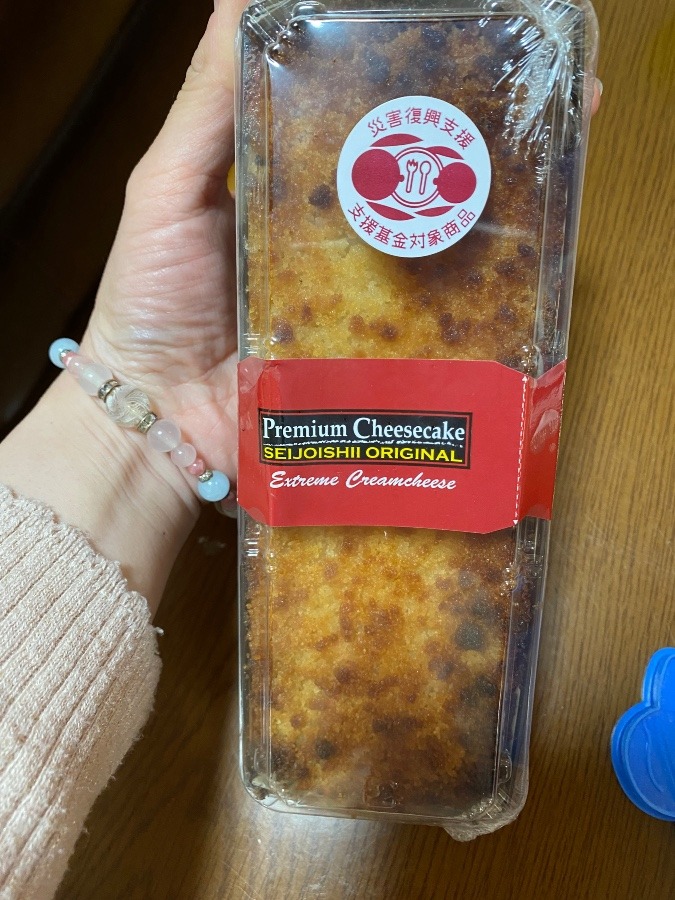 災害復興支援
支援基金対象商品
Premium Cheesecake
SEIJOISHII ORIGINAL
Extreme Creamcheese